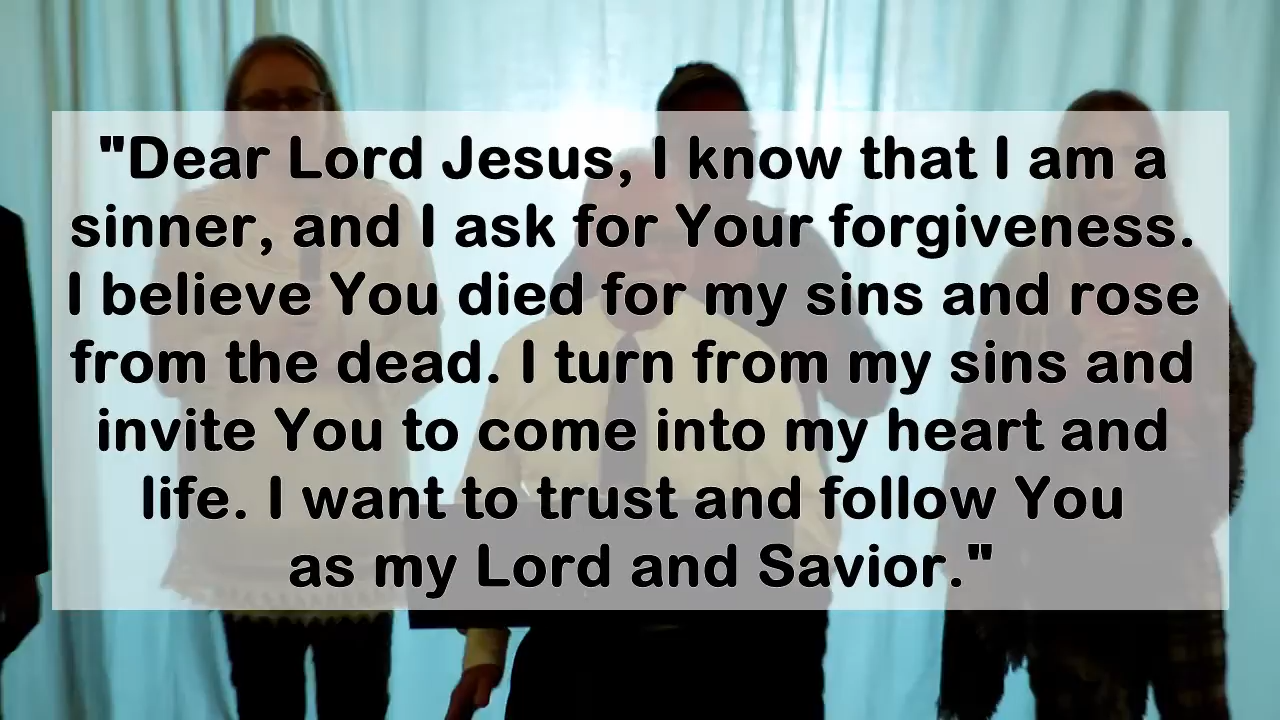 "Dear Lord Jesus, I know that I am a
sinner, and I ask for Your forgiveness.
I believe You died for my sins and rose
from the dead. I turn from my sins and
invite You to come into my heart and
life. I want to trust and follow You
as my Lord and Savior."